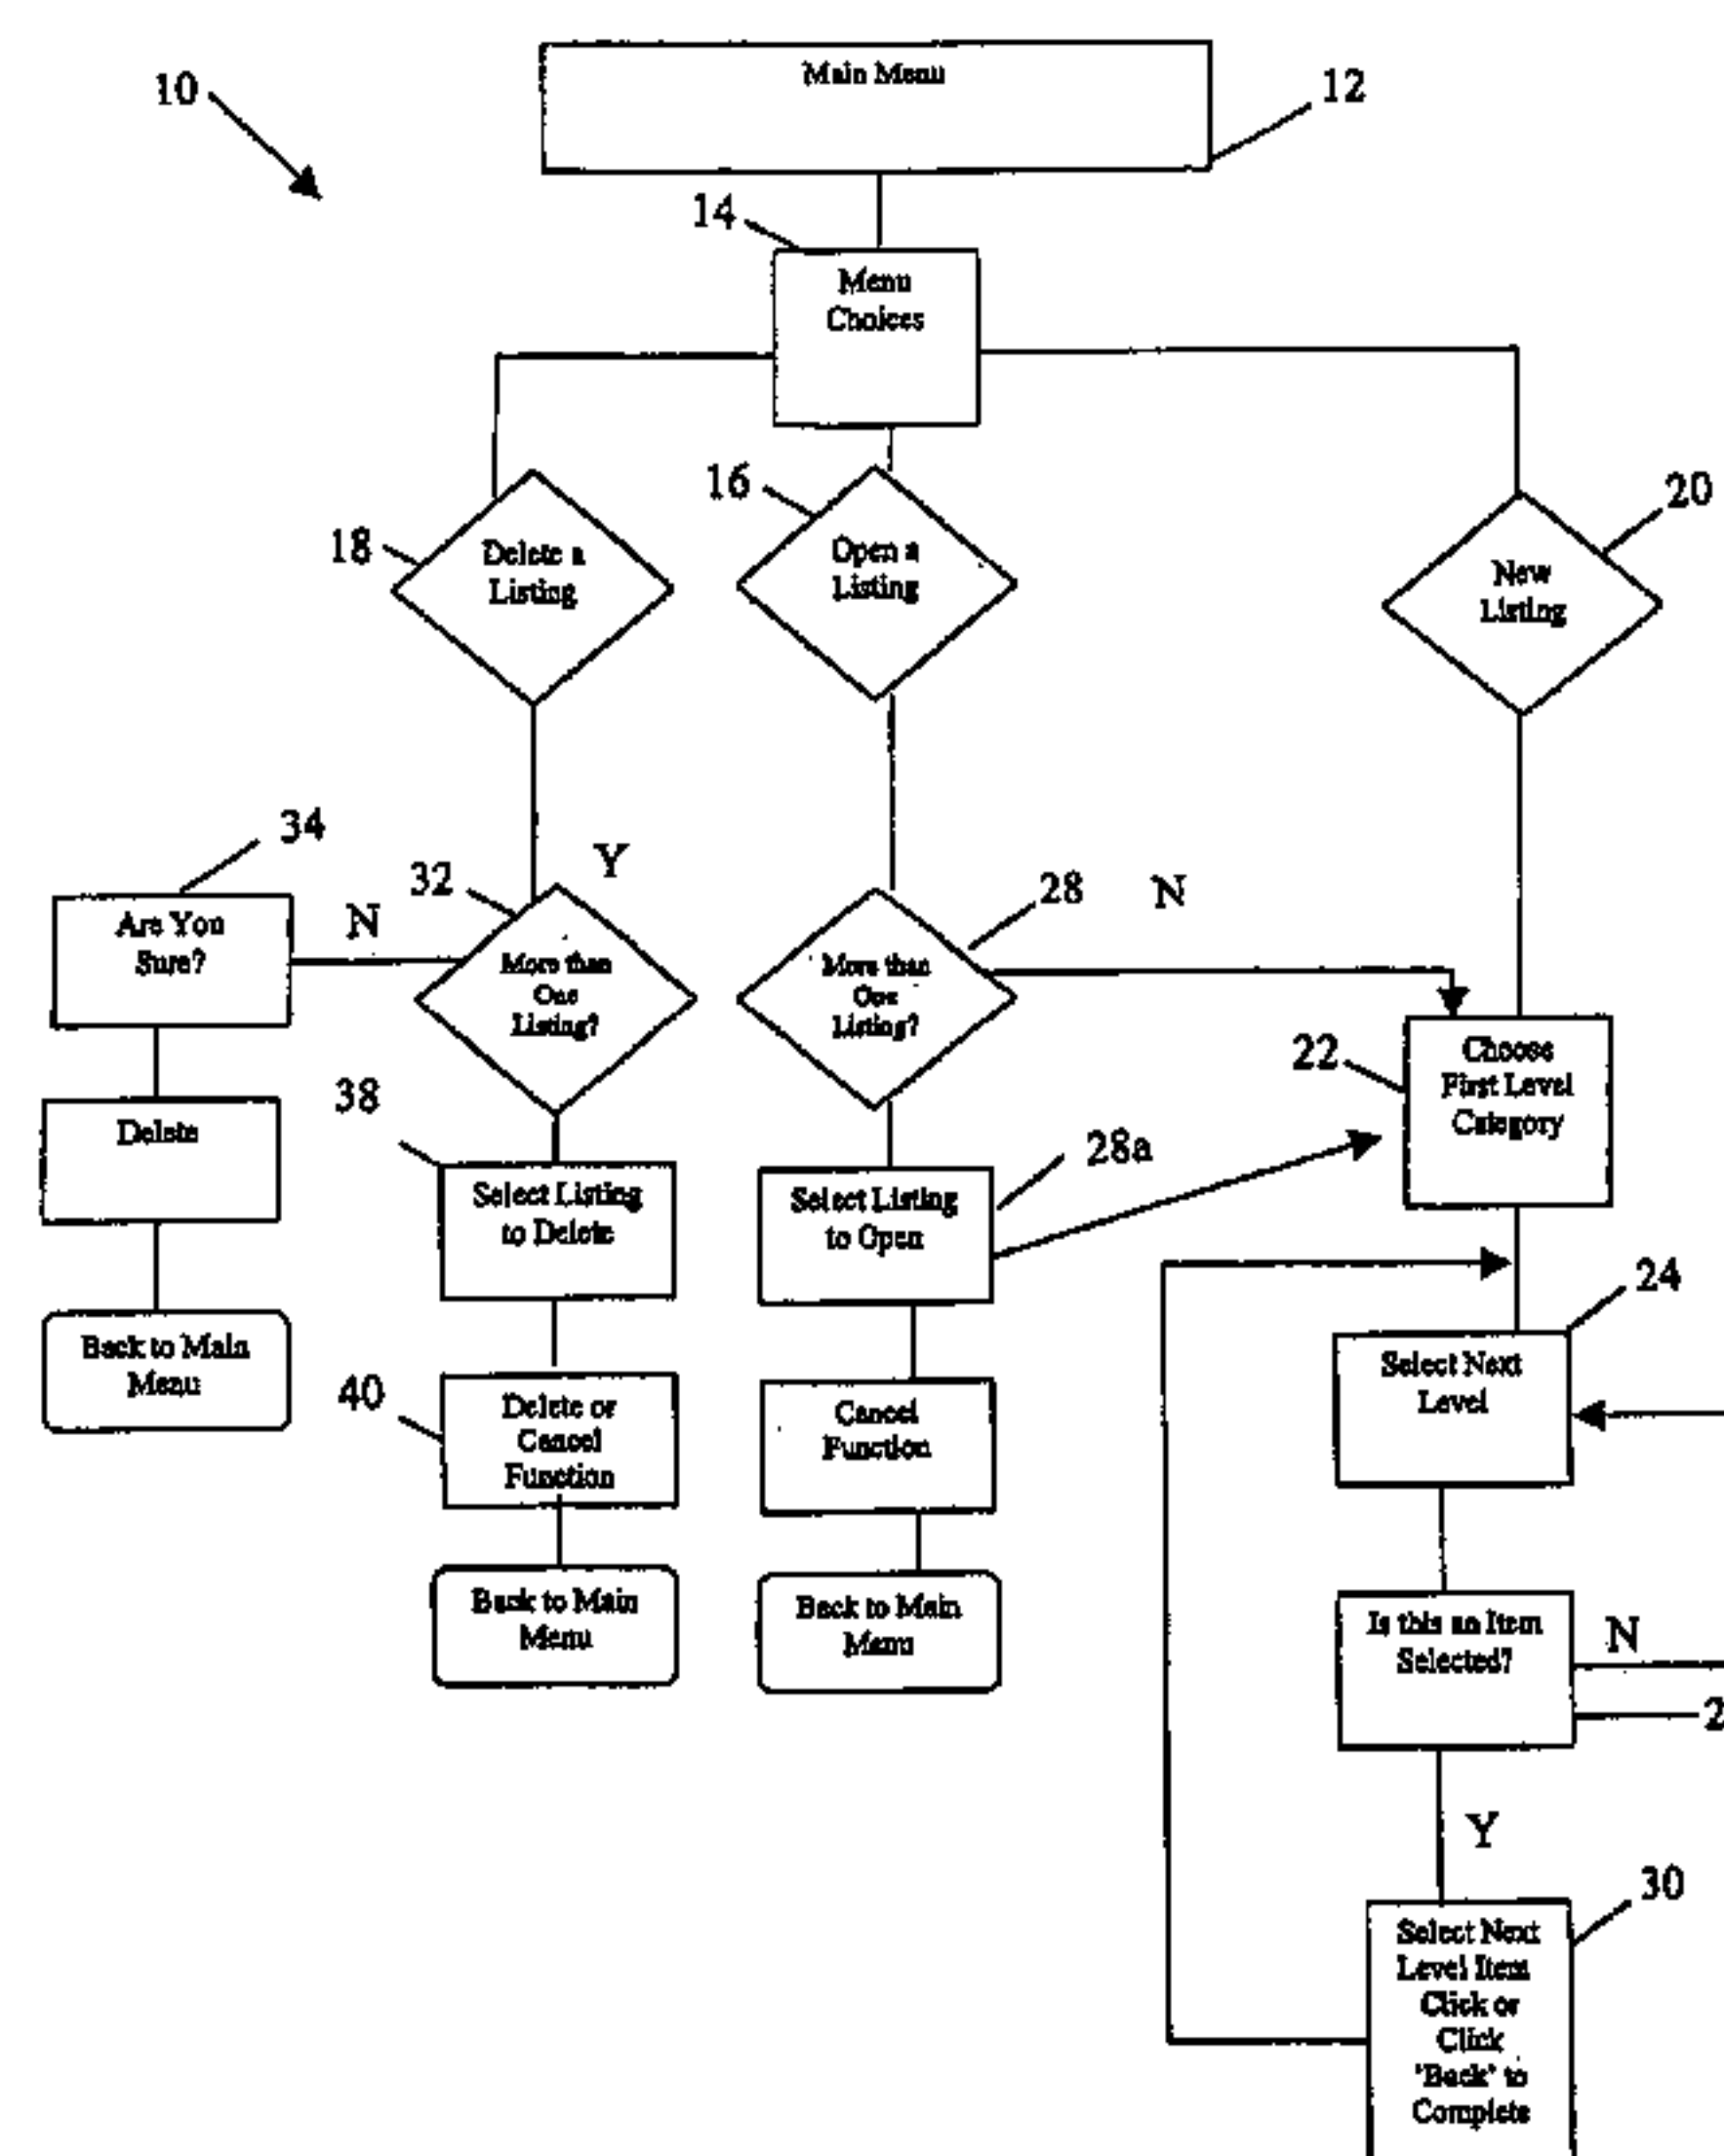 10
Main Menu
12
14
Menu
Choices
16
18
20
Delete a
Listing
Open a
Listing
New
Listing
34
32
Y
28
N
Are You
Sure?
N
More than
One
Listing?
More than
One
Listing?
22
Choose
First Level
Category
38
Delete
28a
Select Listing
to Delete
Select Listing
to Open
24
Back to Main
Menu
40
Delete or
Cancel
Function
Cancel
Function
Select Next
Level
Back to Main
Menu
Back to Main
Menu
Is this an Item
Selected?
N
2
Y
30
Select Next
Level Item
Click or
Click
'Back' to
Complete